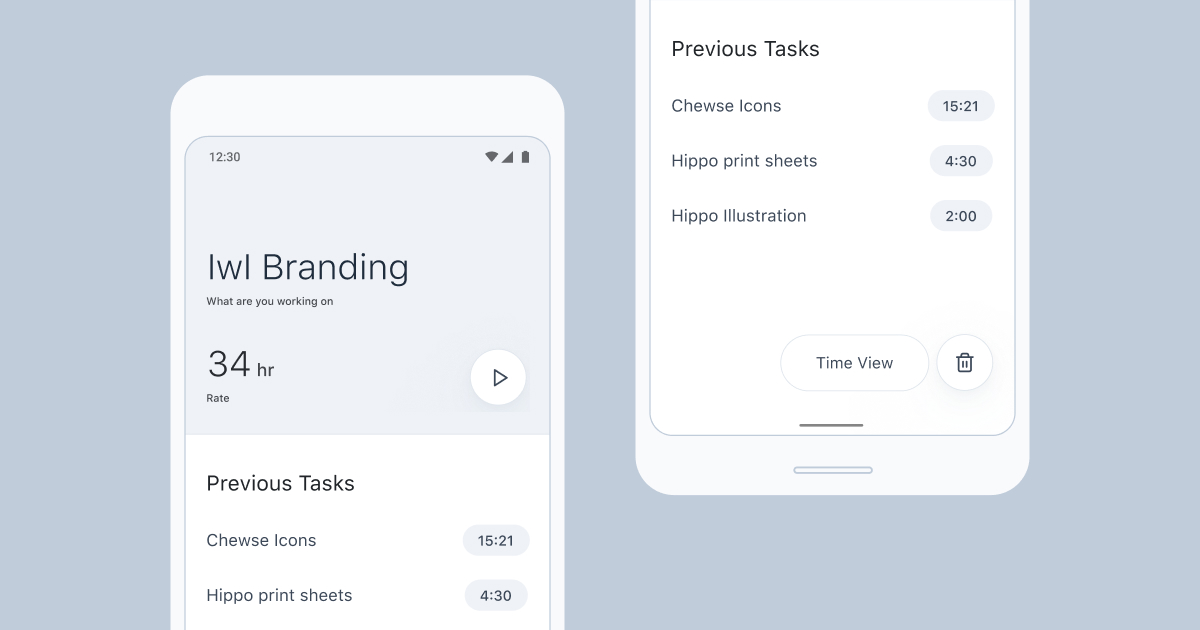 12:30
Iwl Branding
What are you working on
34 hr
Rate
Previous Tasks
Chewse Icons 15:21
Hippo print sheets 4:30
Previous Tasks
Chewse Icons 15:21
Hippo print sheets 4:30
Hippo Illustration 2:00
Time View